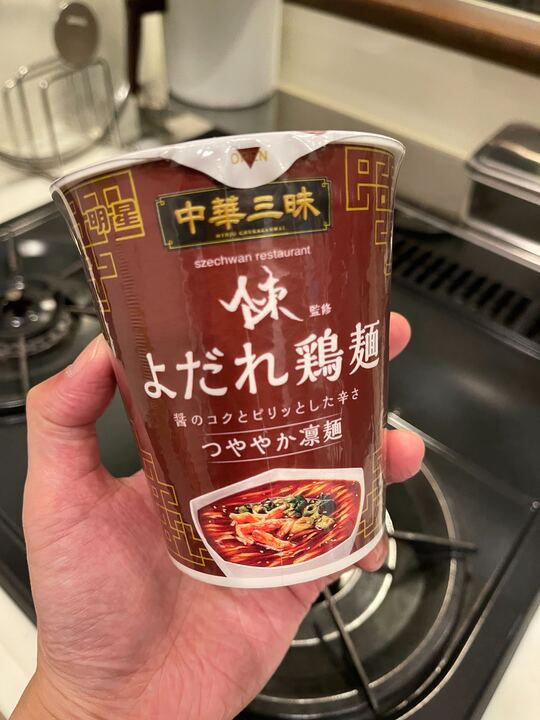 OPEN
明星
中華三昧
MYOJO CHUKAZANMAI
szechwan restaurant
陳
監修
よだれ鶏麺
醤のコクとピリッとした辛さ
つややか凛麺